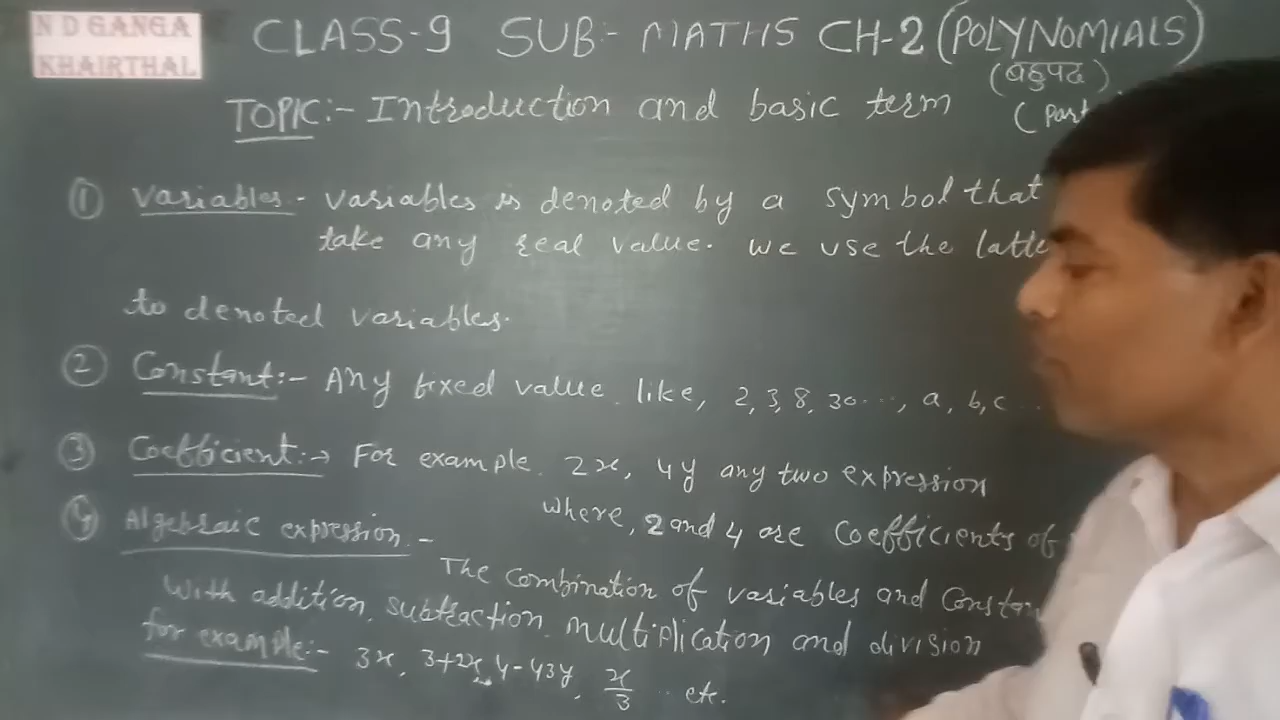 N D GANGA
KHAIRTHAL
CLASS-9 SUB:- MATHS CH-2 (POLYNOMIALS)
(बहुपद)
TOPIC:- Introduction and basic term (Part
① Variables - variables is denoted by a symbol that
take any real value. we use the latte
to denoted variables.
② Constant:- Any fixed value like, 2, 3, 8, 30 ...., a, b, c ...
③ Coefficient:→ For example. 2x, 4y any two expression
where, 2 and 4 are coefficients of
④ Algebraic expression -
The combination of variables and constan
with addition, subtraction, multiplication and division
for example:- 3x, 3+2x, 4-43y, x/3 .. etc.